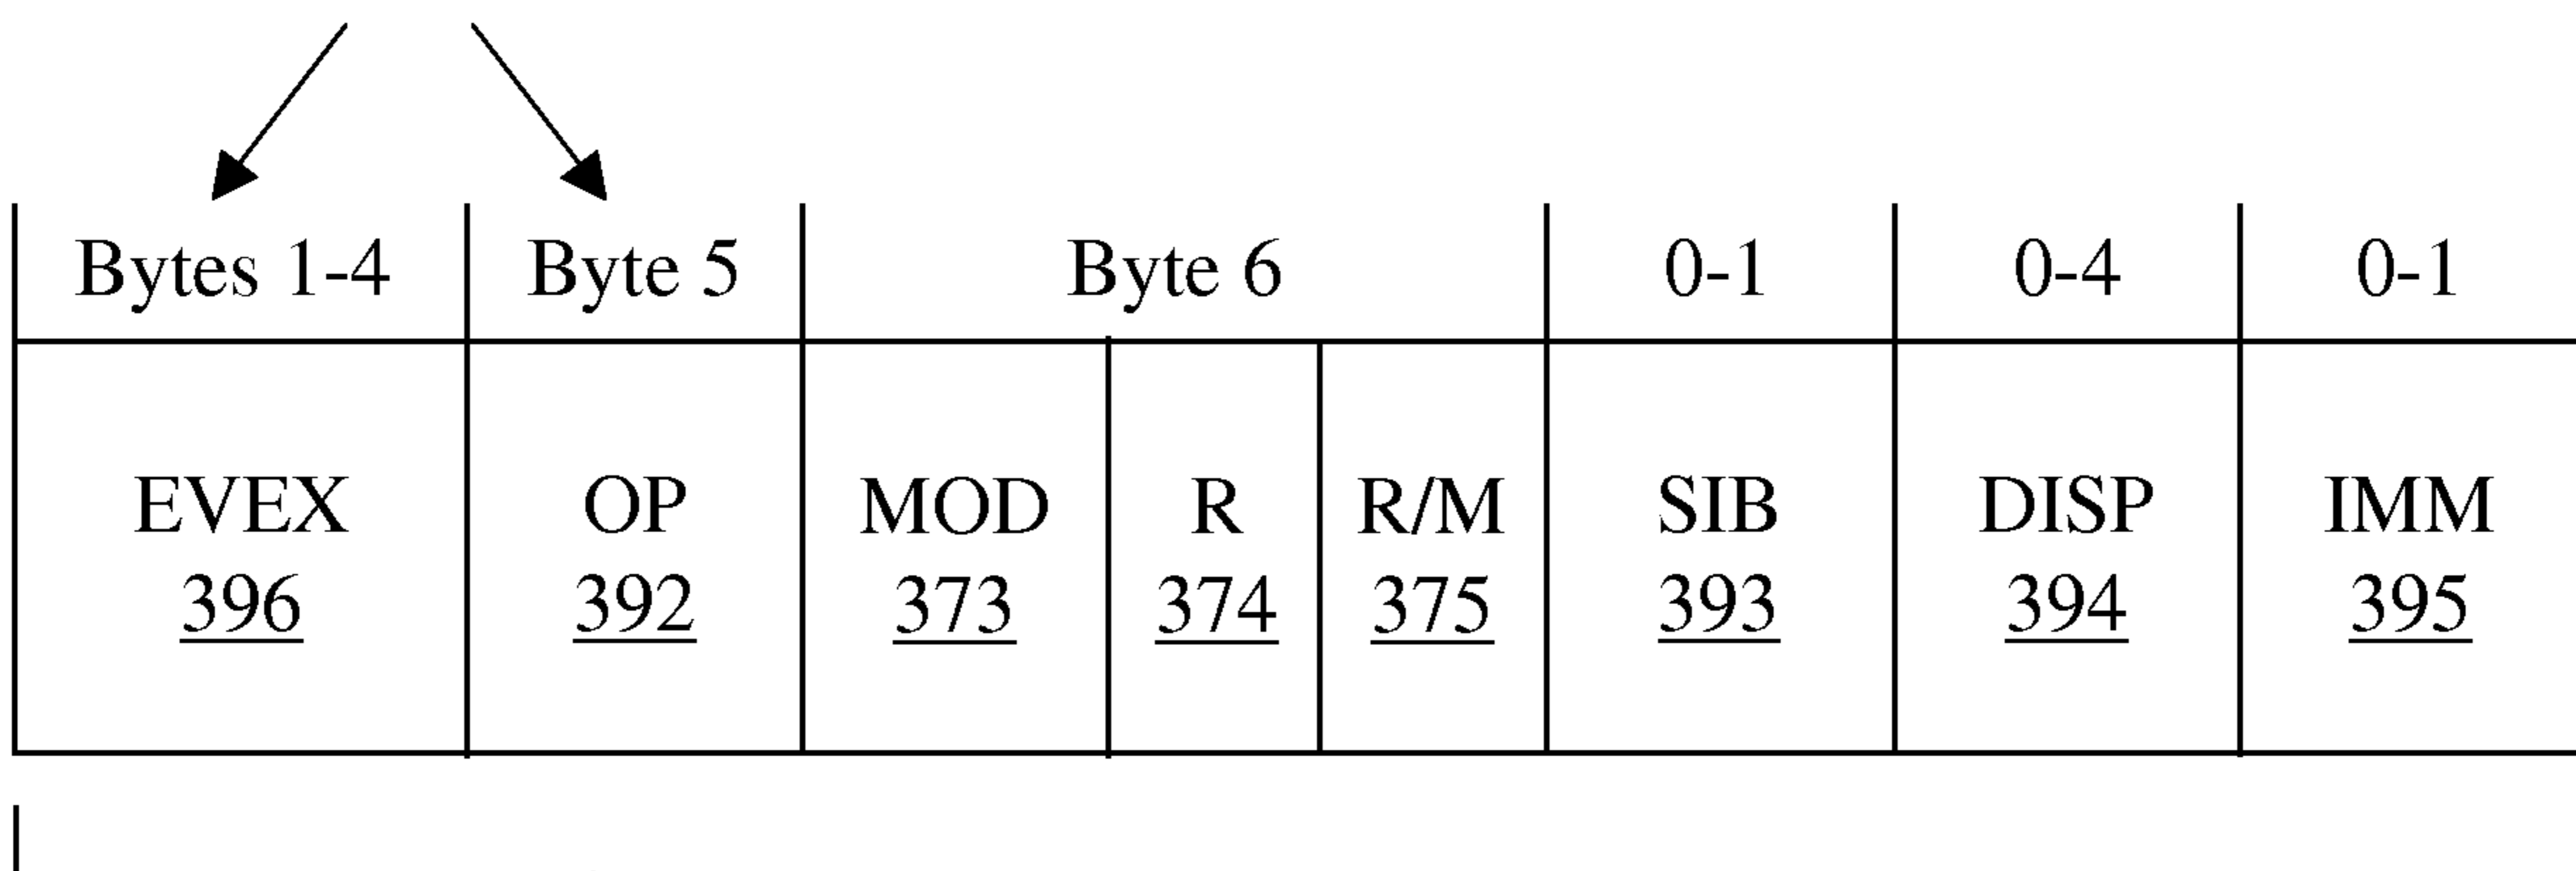 Bytes 1-4 Byte 5 Byte 6 0-1 0-4 0-1
EVEX OP MOD R R/M SIB DISP IMM
396 392 373 374 375 393 394 395